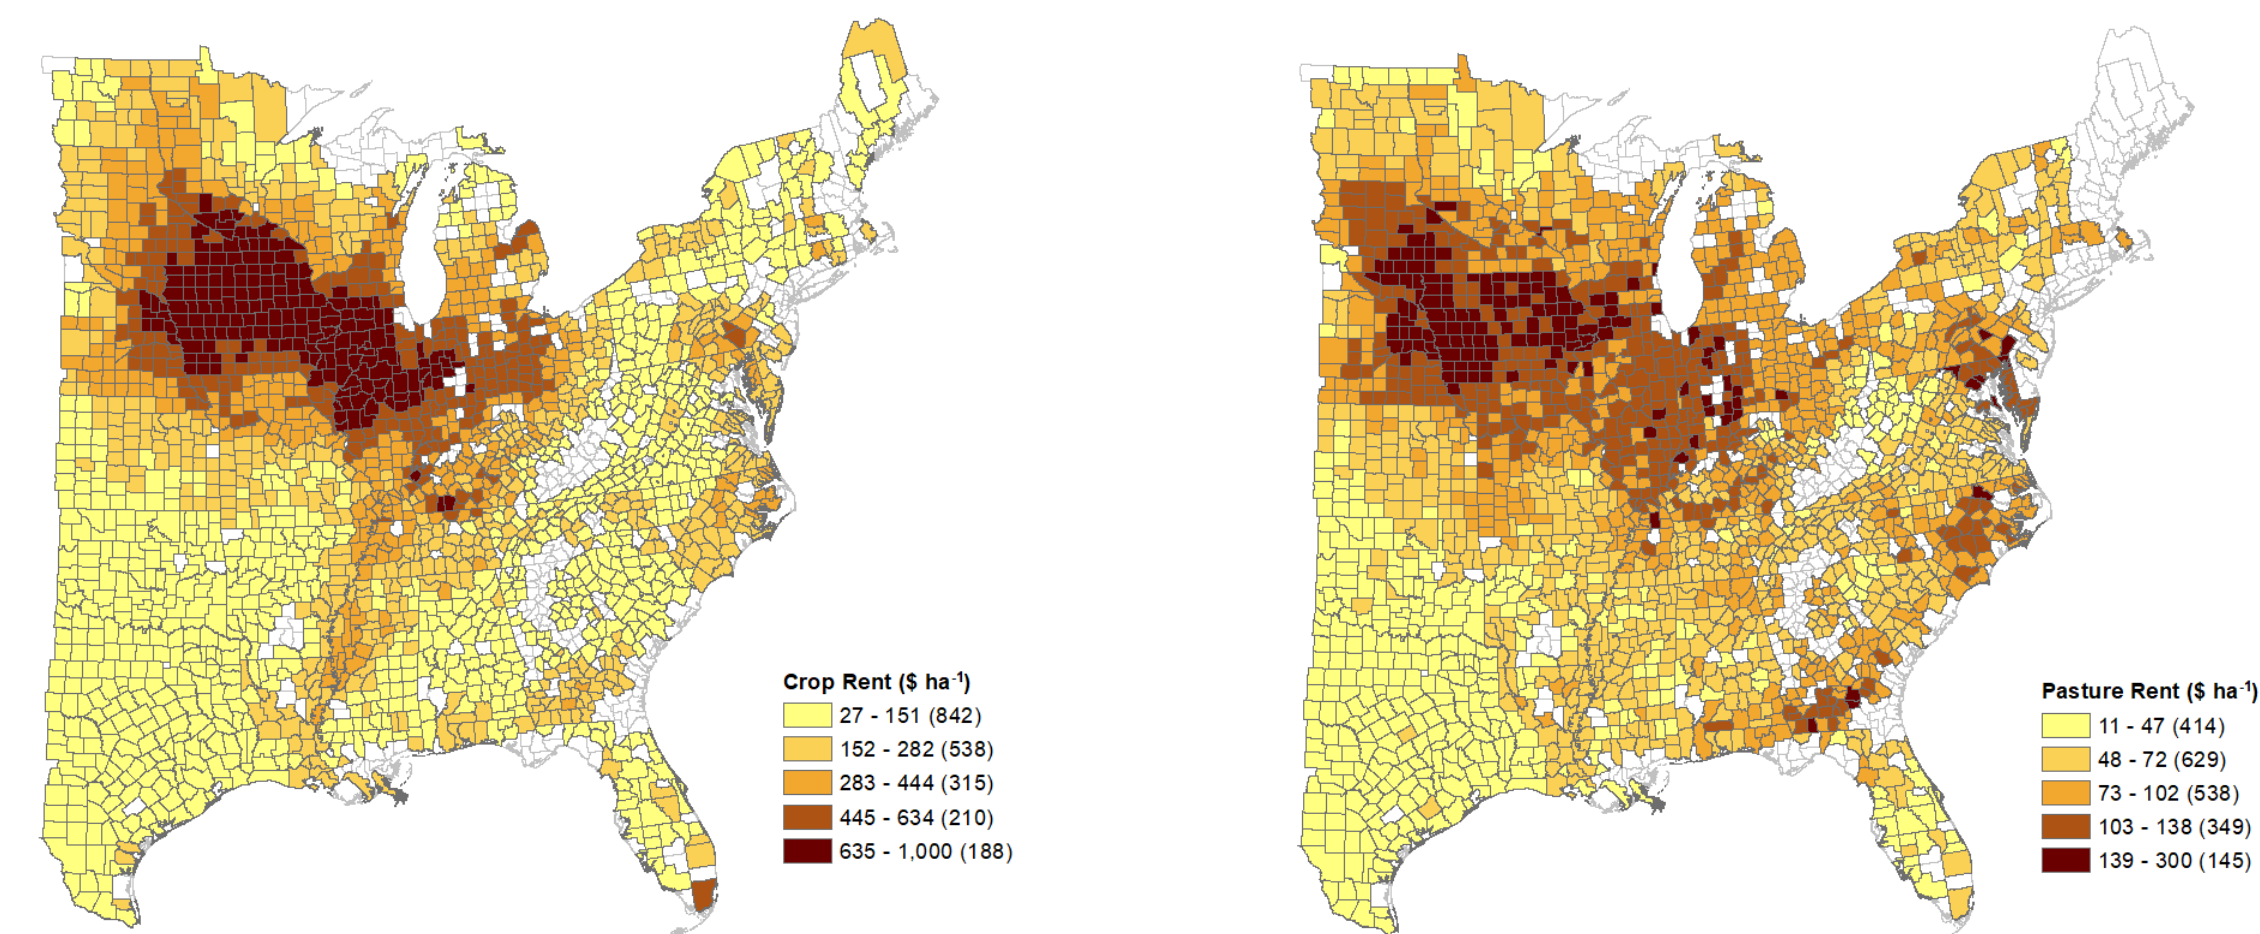 Crop Rent ($ ha-1)
27 - 151 (842)
152 - 282 (538)
283 - 444 (315)
445 - 634 (210)
635 - 1,000 (188)
Pasture Rent ($ ha-1)
11 - 47 (414)
48 - 72 (629)
73 - 102 (538)
103 - 138 (349)
139 - 300 (145)